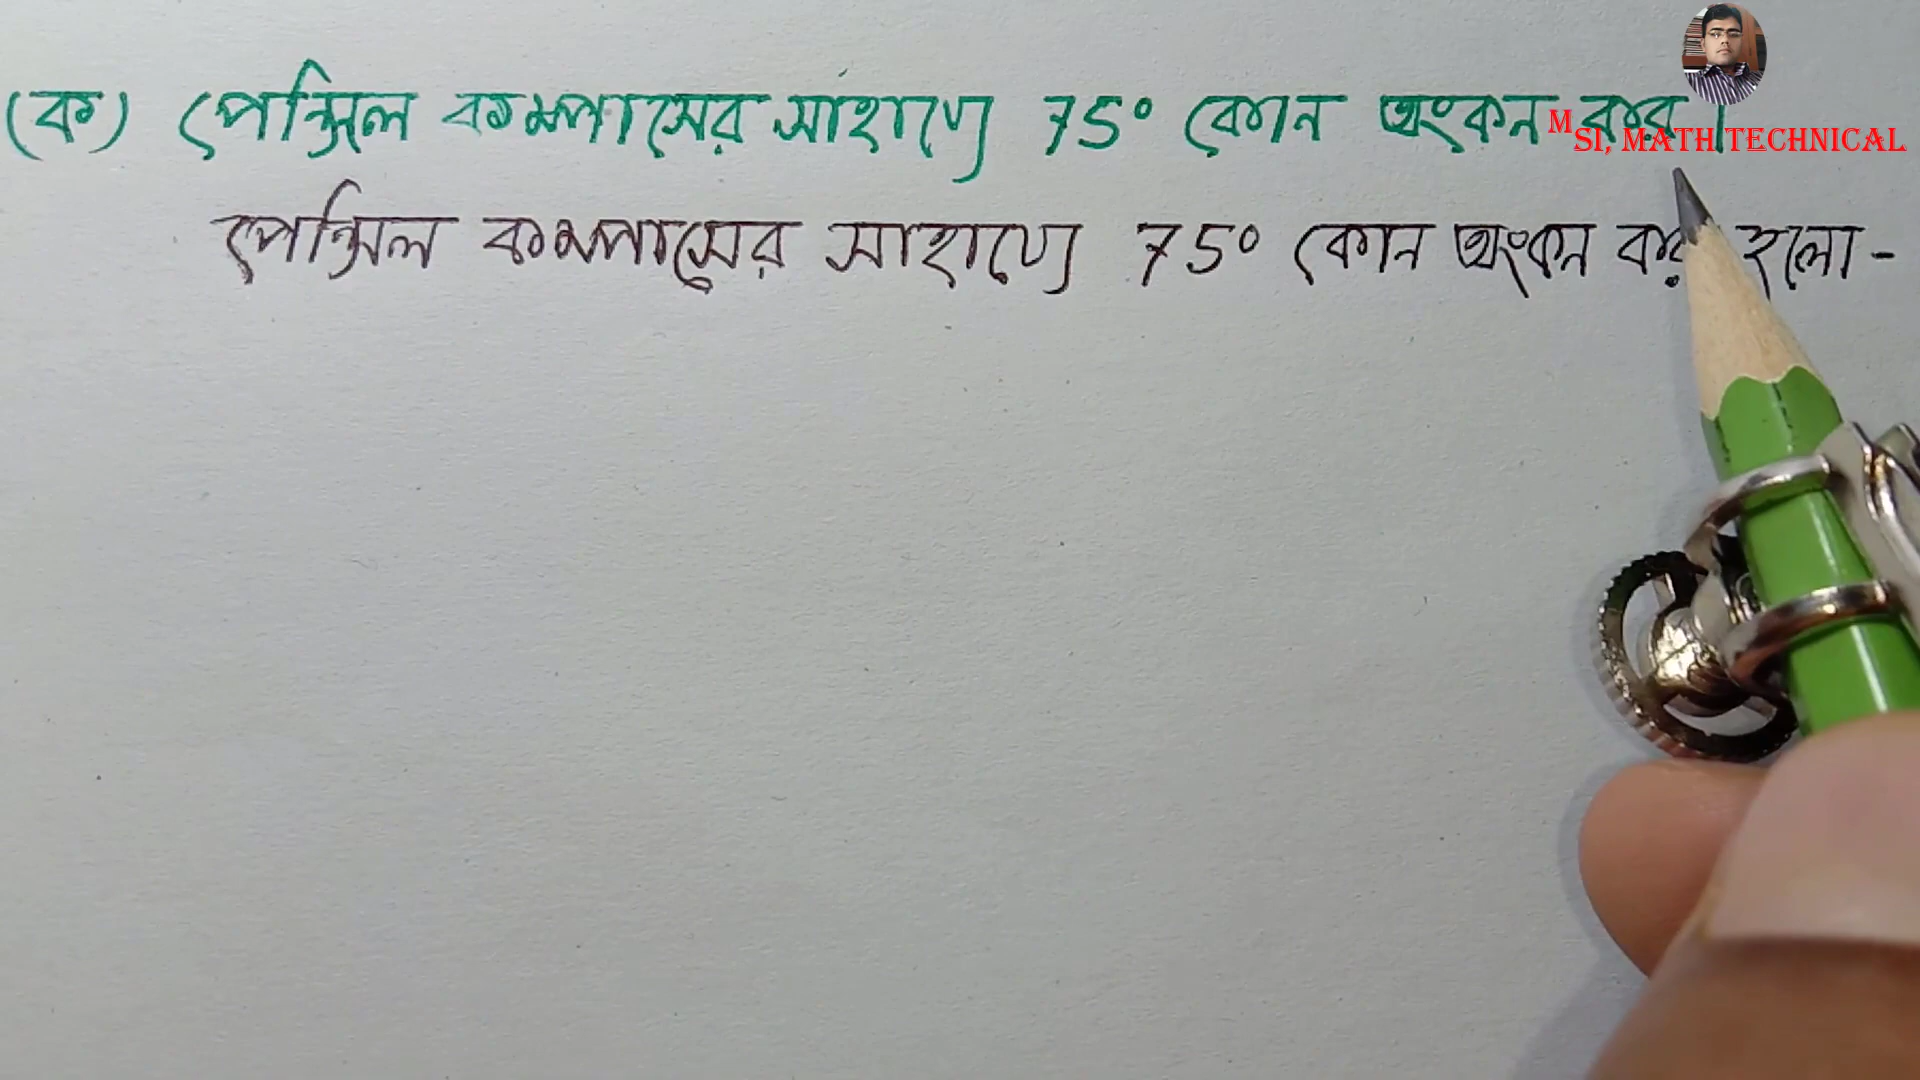 (ক) পেন্সিল কম্পাসের সাহায্যে 75° কোন অংকন কর।
MSI, MATH TECHNICAL
পেন্সিল কম্পাসের সাহায্যে 75° কোন অংকন করা হলো-